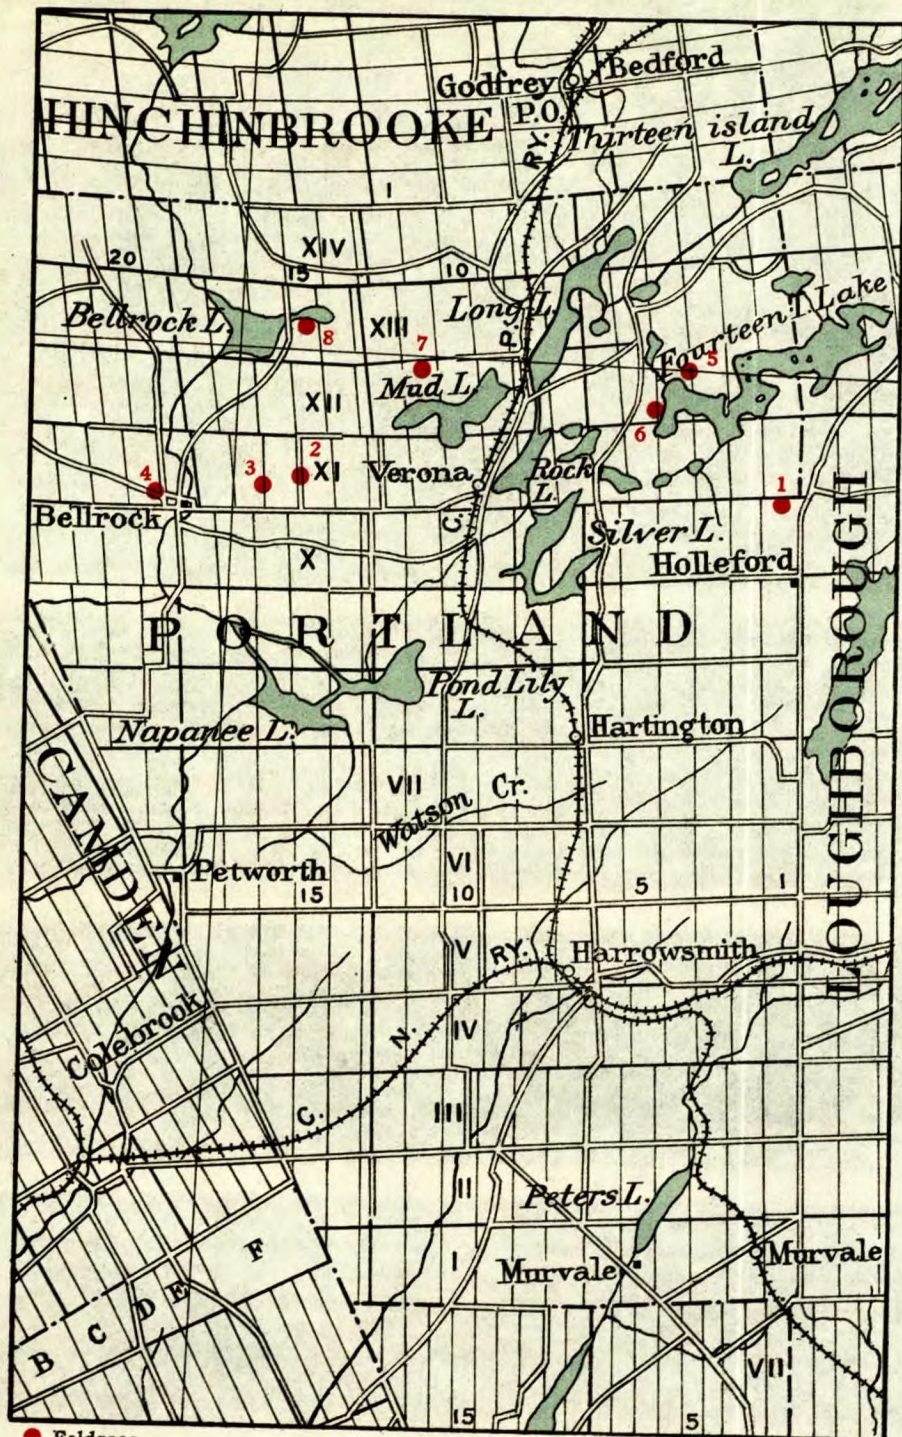 Godfrey
Bedford
P.O.
HINCHINBROOKE
Thirteen island
L.
RY.
I
XIV
20
15
10
Long L.
Bellrock L.
XIII
P.
Fourteen I. Lake
8
7
5
Mud L.
XII
6
2
4
3
XI
Verona
Rock
L.
1
Bellrock
C.
Silver L.
X
Holleford
LOUGHBOROUGH
PORTLAND
Pond Lily
L.
Napanee L.
Hartington
CAMDEN
VII
Watson Cr.
VI
Petworth
15
10
5
1
V
RY.
Harrowsmith
Colebrook
N.
IV
C.
III
II
Peters L.
F
I
Murvale
Murvale
B C D E
VII
15
5